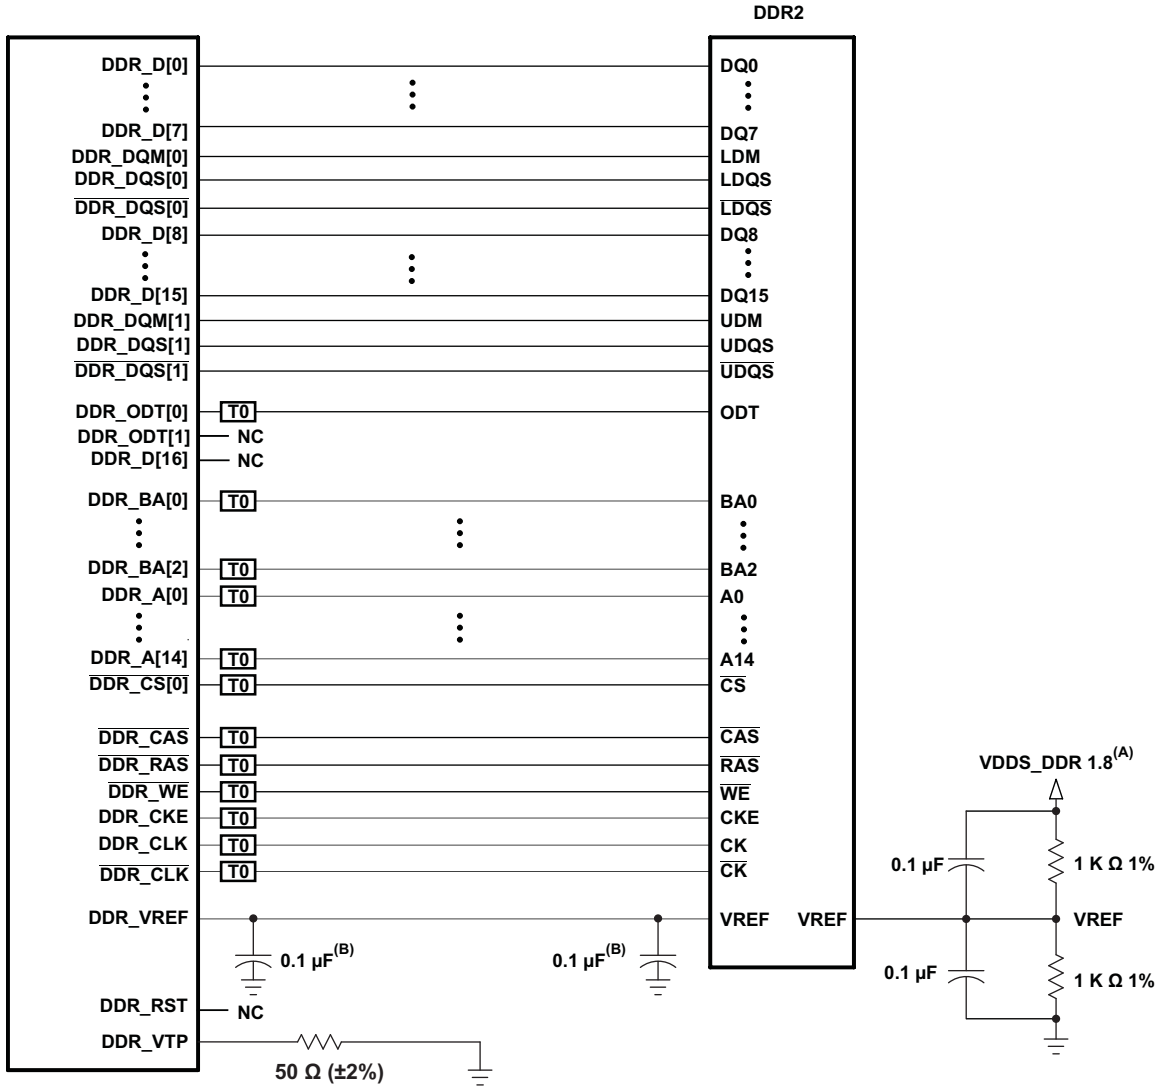 DDR2
DDR_D[0] DQ0
DDR_D[7] DQ7
DDR_DQM[0] LDM
DDR_DQS[0] LDQS
DDR_DQS[0] LDQS
DDR_D[8] DQ8
DDR_D[15] DQ15
DDR_DQM[1] UDM
DDR_DQS[1] UDQS
DDR_DQS[1] UDQS
DDR_ODT[0] T0 ODT
DDR_ODT[1] NC
DDR_D[16] NC
DDR_BA[0] T0 BA0
DDR_BA[2] T0 BA2
DDR_A[0] T0 A0
DDR_A[14] T0 A14
DDR_CS[0] T0 CS
DDR_CAS T0 CAS
DDR_RAS T0 RAS
VDDS_DDR 1.8(A)
DDR_WE T0 WE
DDR_CKE T0 CKE
DDR_CLK T0 CK
0.1 µF 1 K Ω 1%
DDR_CLK T0 CK
DDR_VREF VREF VREF VREF
0.1 µF(B) 0.1 µF(B)
0.1 µF 1 K Ω 1%
DDR_RST NC
DDR_VTP
50 Ω (±2%)